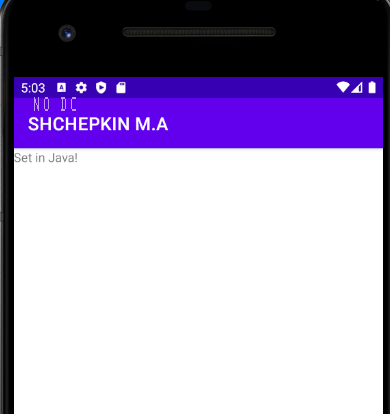 5:03
NO DC
SHCHEPKIN M.A
Set in Java!